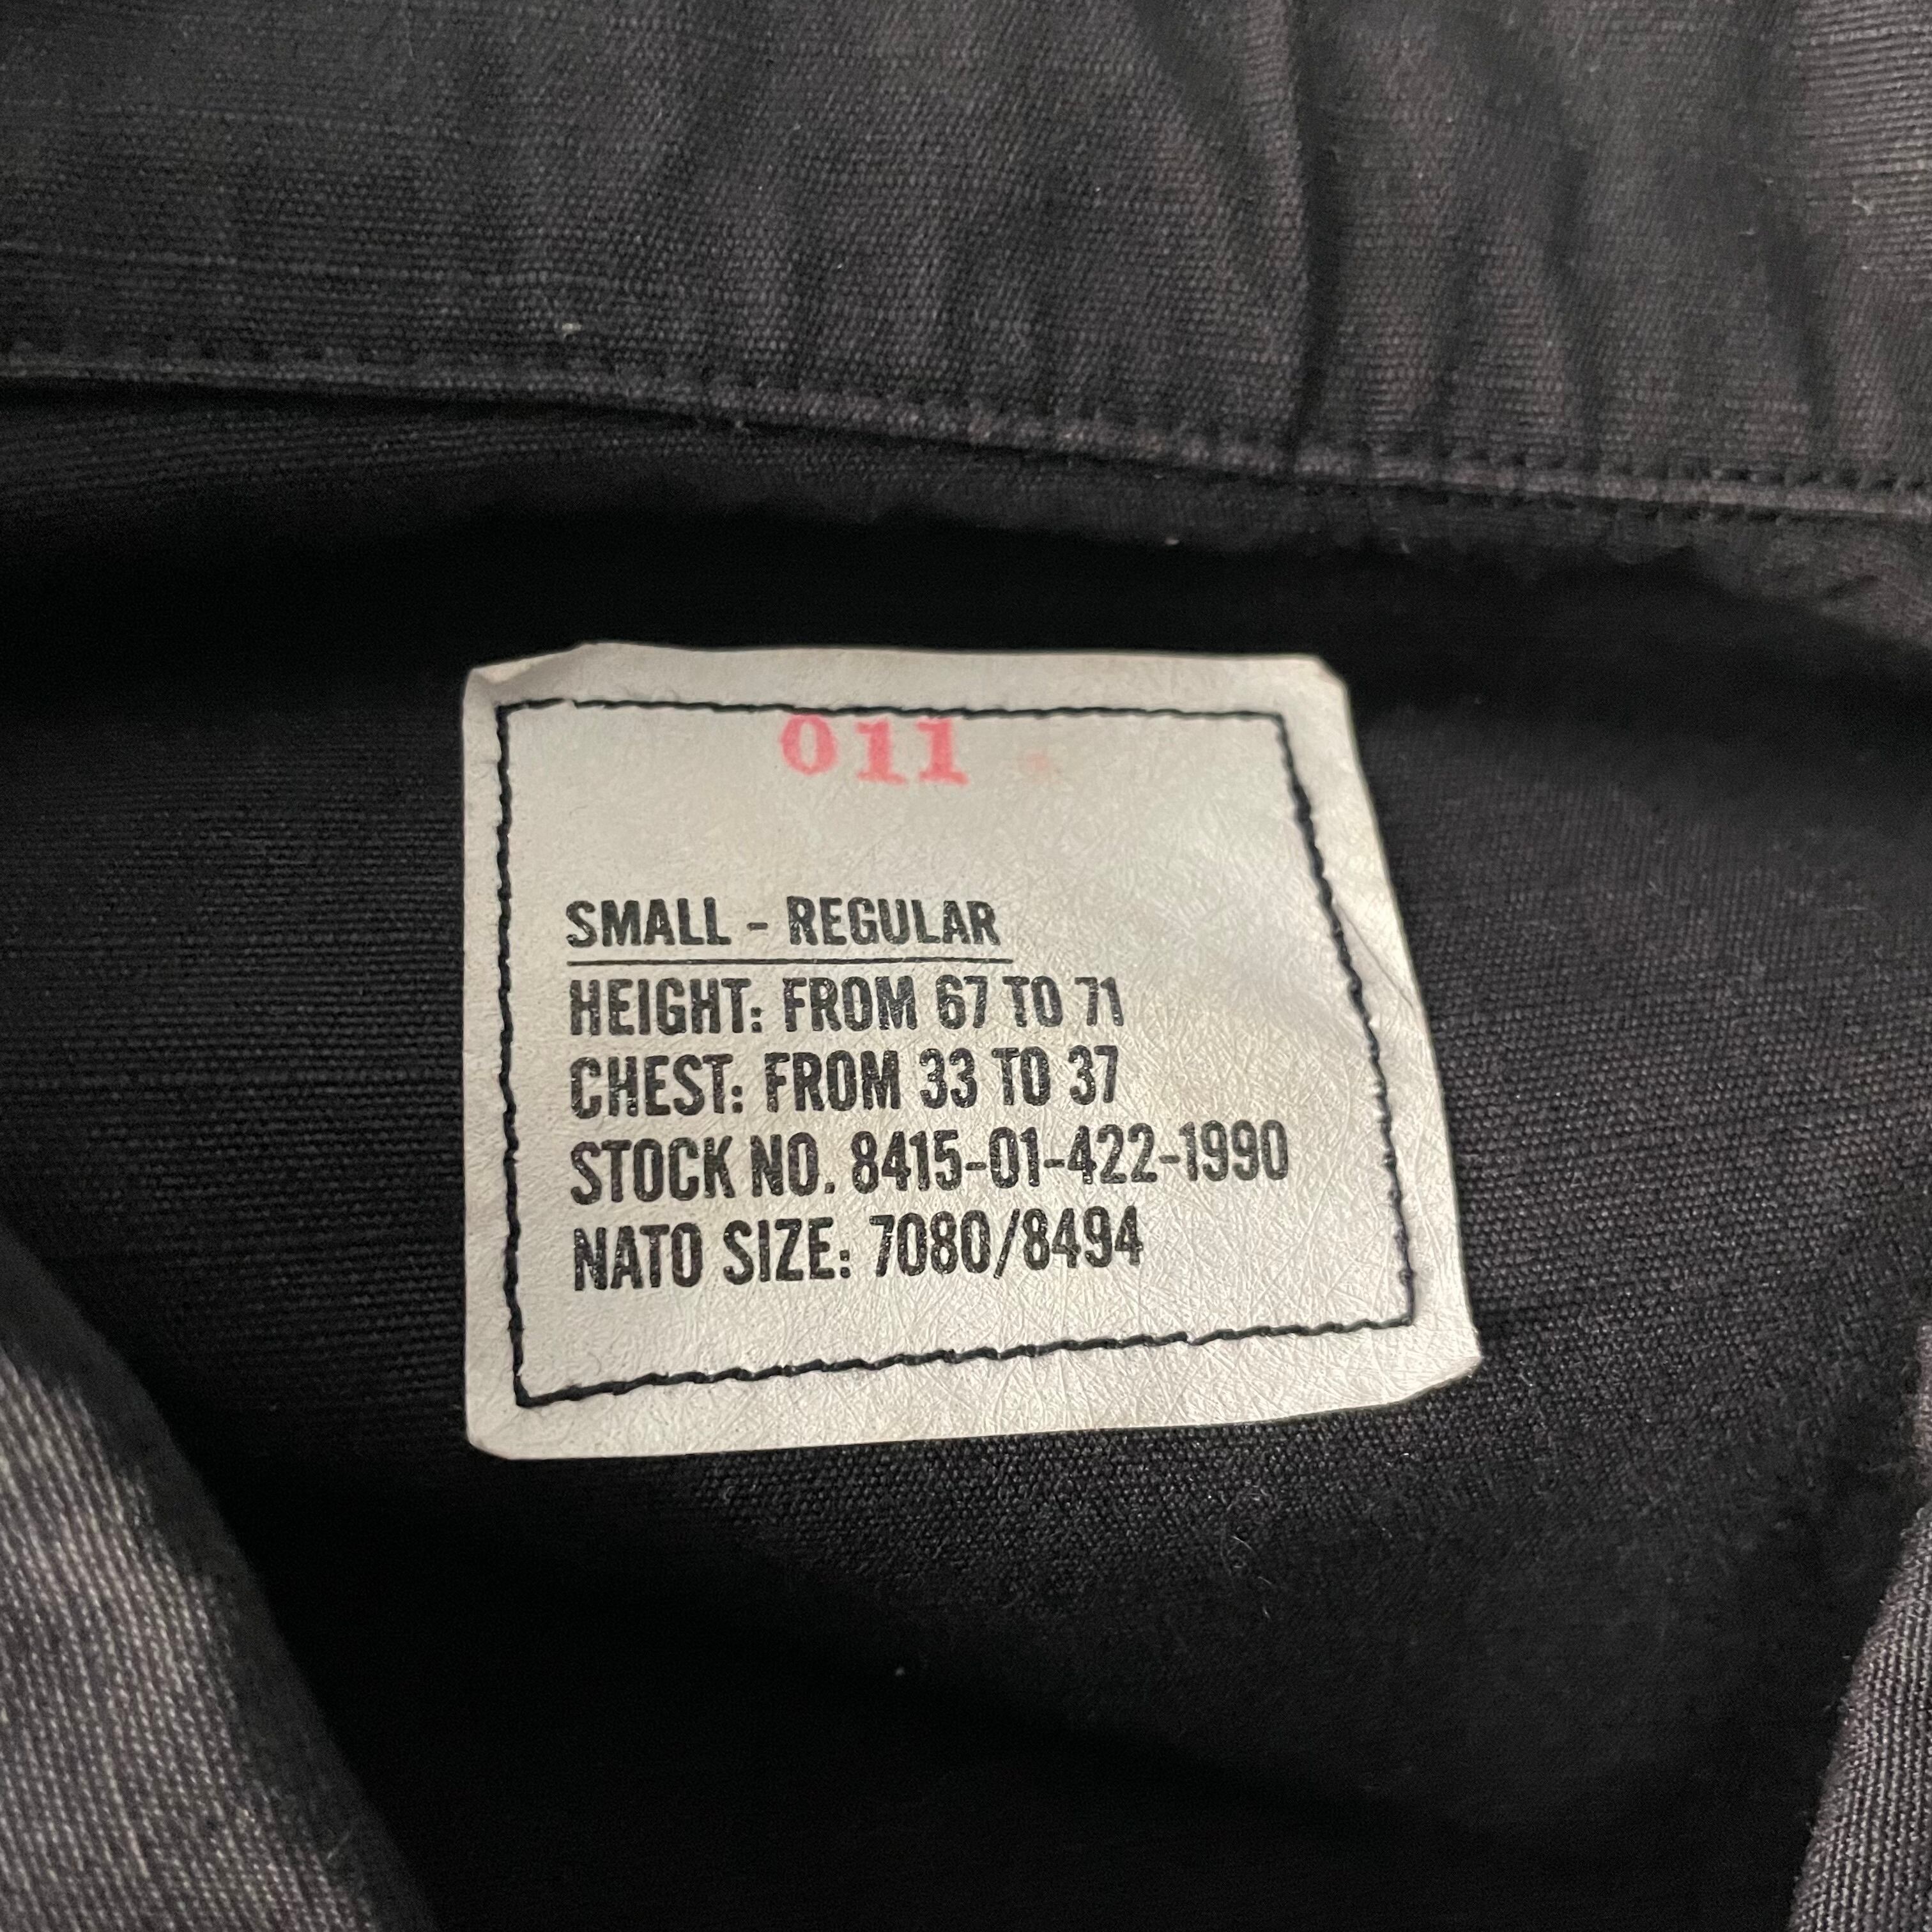 011
SMALL - REGULAR
HEIGHT: FROM 67 TO 71
CHEST: FROM 33 TO 37
STOCK NO. 8415-01-422-1990
NATO SIZE: 7080/8494